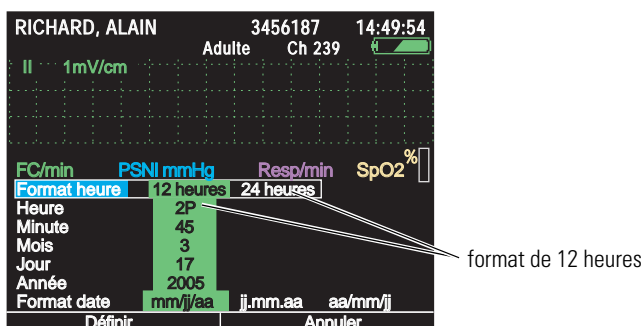 RICHARD, ALAIN 3456187 14:49:54
Adulte Ch 239
II 1mV/cm
FC/min PSNI mmHg Resp/min SpO2 %
Format heure 12 heures 24 heures
Heure 2P
Minute 45
Mois 3
Jour 17
Année 2005
Format date mm/jj/aa jj.mm.aa aa/mm/jj
Définir Annuler
format de 12 heures